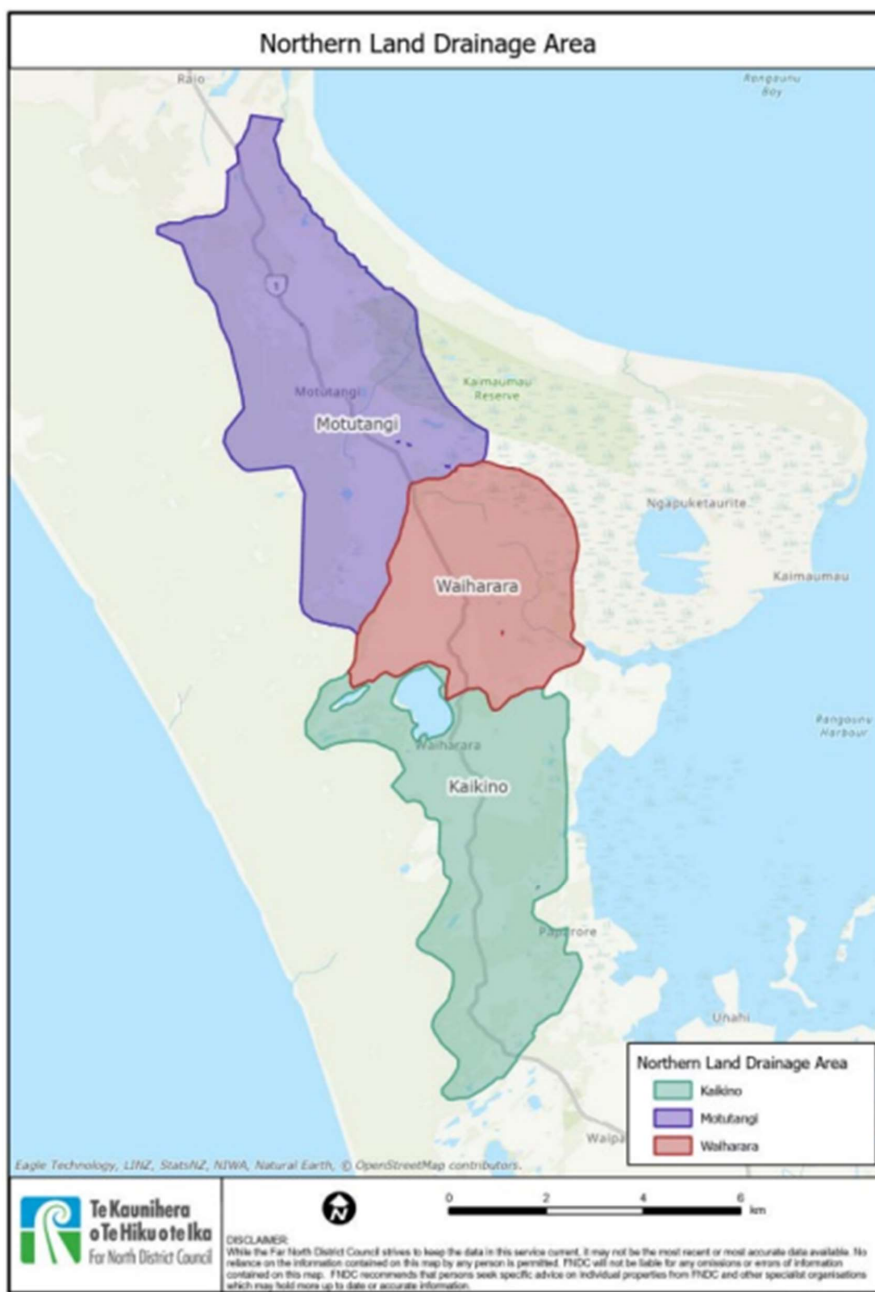 Northern Land Drainage Area
Raio
Rangaunu
Bay
1
Kaimaumau
Reserve
Motutangi
Motutangi
Ngapuketaurite
Waiharara
Kaimaumau
Rangaunu
Harbour
Waiharara
Kaikino
Paparore
Unahi
Northern Land Drainage Area
Kaikino
Motutangi
Waiharara
Waipa
Eagle Technology, LINZ, StatsNZ, NIWA, Natural Earth, © OpenStreetMap contributors.
Te Kaunihera
o Te Hiku o te Ika
Far North District Council
N
0 2 4 6
km
DISCLAIMER:
While the Far North District Council strives to keep the data in this service current, it may not be the most recent or most accurate data available. No
reliance on the information contained on this map by any person is permitted. FNDC will not be liable for any omissions or errors of information
contained on this map. FNDC recommends that persons seek specific advice on individual properties from FNDC and other specialist organisations
which may hold more up to date or accurate information.